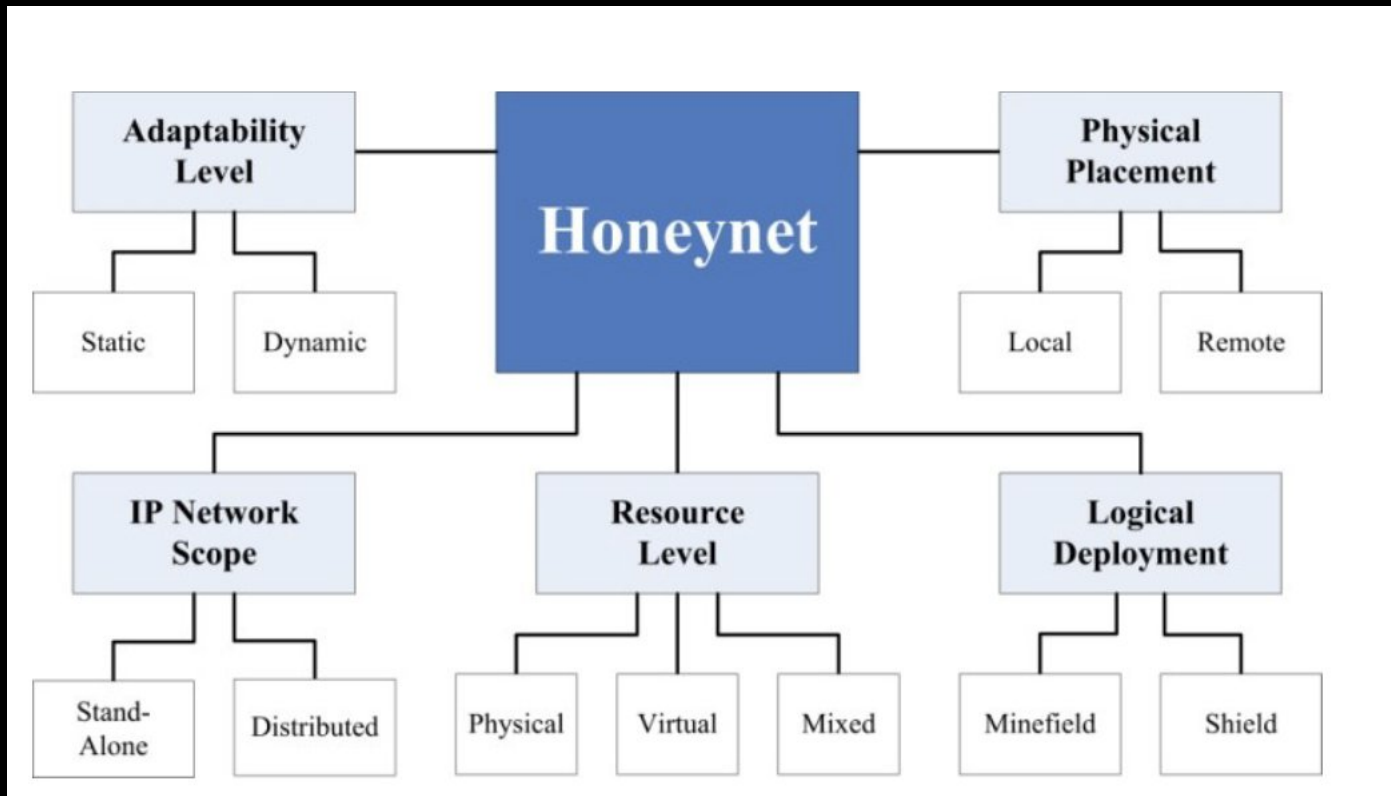 Adaptability
Level
Honeynet
Physical
Placement
Static
Dynamic
Local
Remote
IP Network
Scope
Resource
Level
Logical
Deployment
Stand-
Alone
Distributed
Physical
Virtual
Mixed
Minefield
Shield